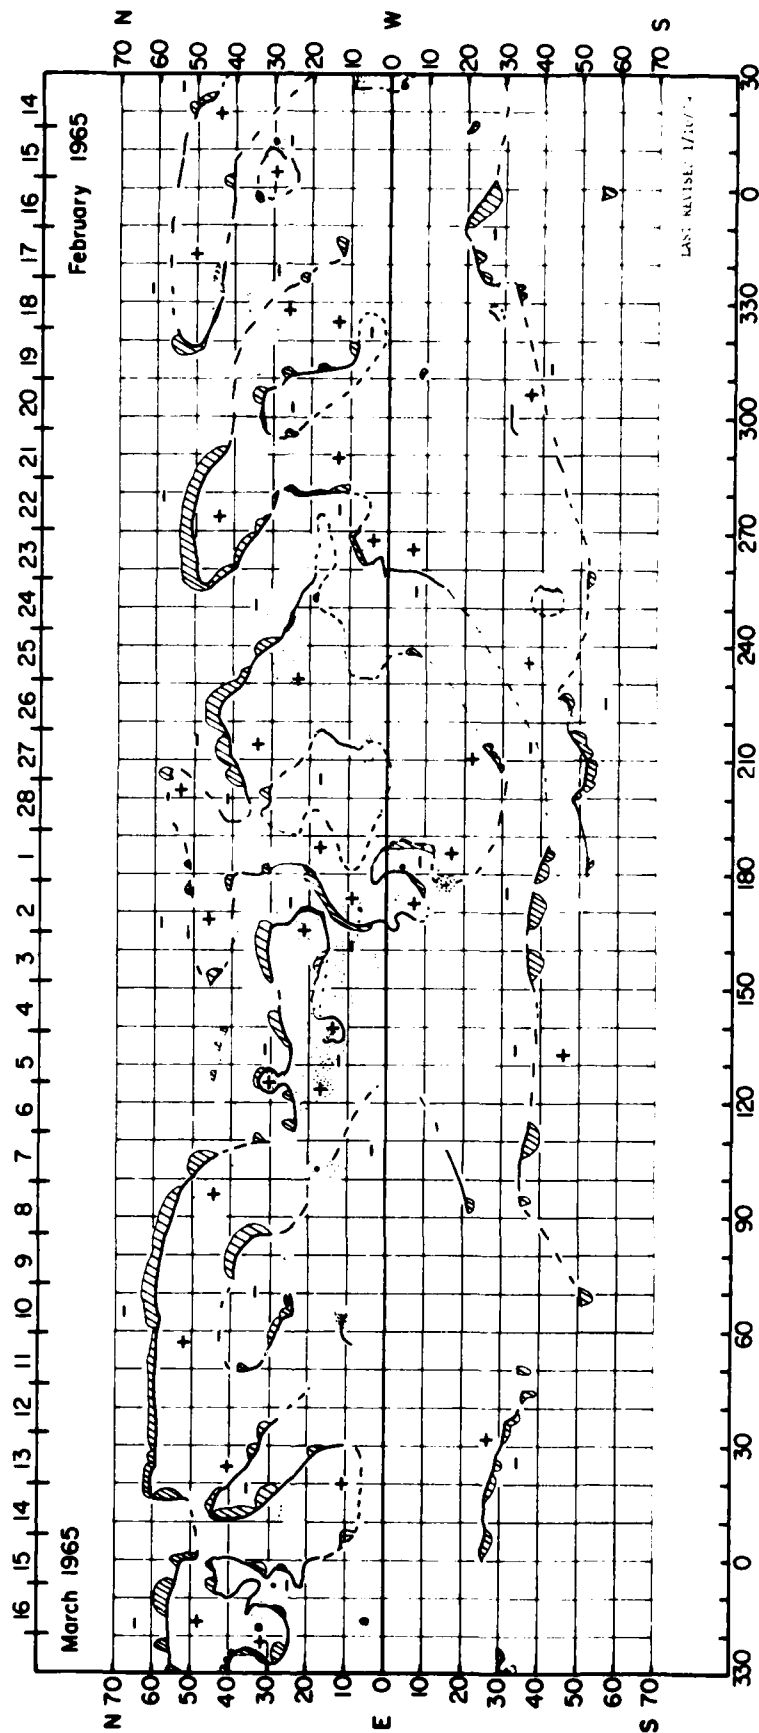 March 1965
February 1965
16 15 14 13 12 11 10 9 8 7 6 5 4 3 2 1 28 27 26 25 24 23 22 21 20 19 18 17 16 15 14
N 70 60 50 40 30 20 10 0 10 20 30 40 50 60 70 S
E
N
70 60 50 40 30 20 10 0 10 20 30 40 50 60 70
S
W
330 0 30 60 90 120 150 180 210 240 270 300 330 0 30
LAST REVISED